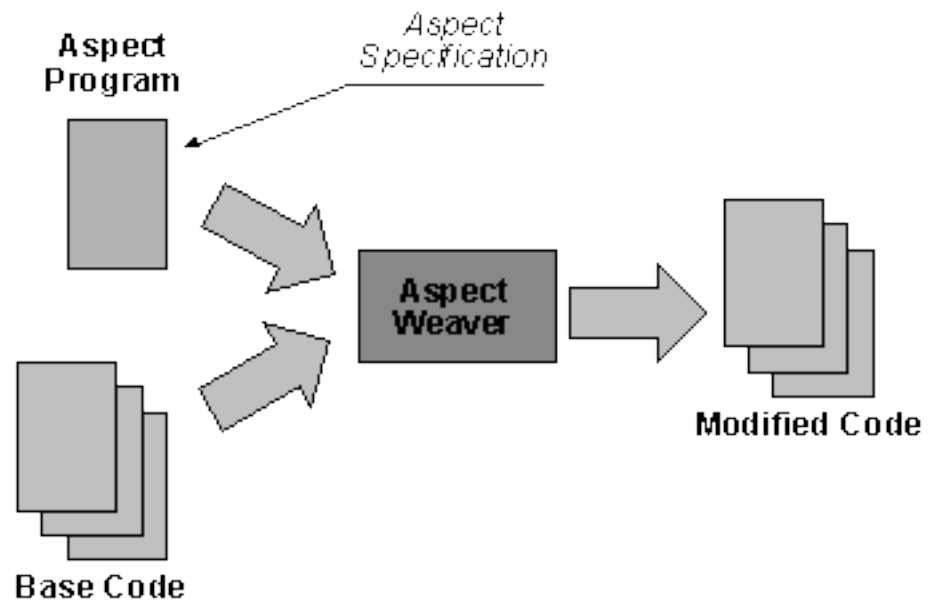 Aspect
Specification
Aspect
Program
Aspect
Weaver
Modified Code
Base Code